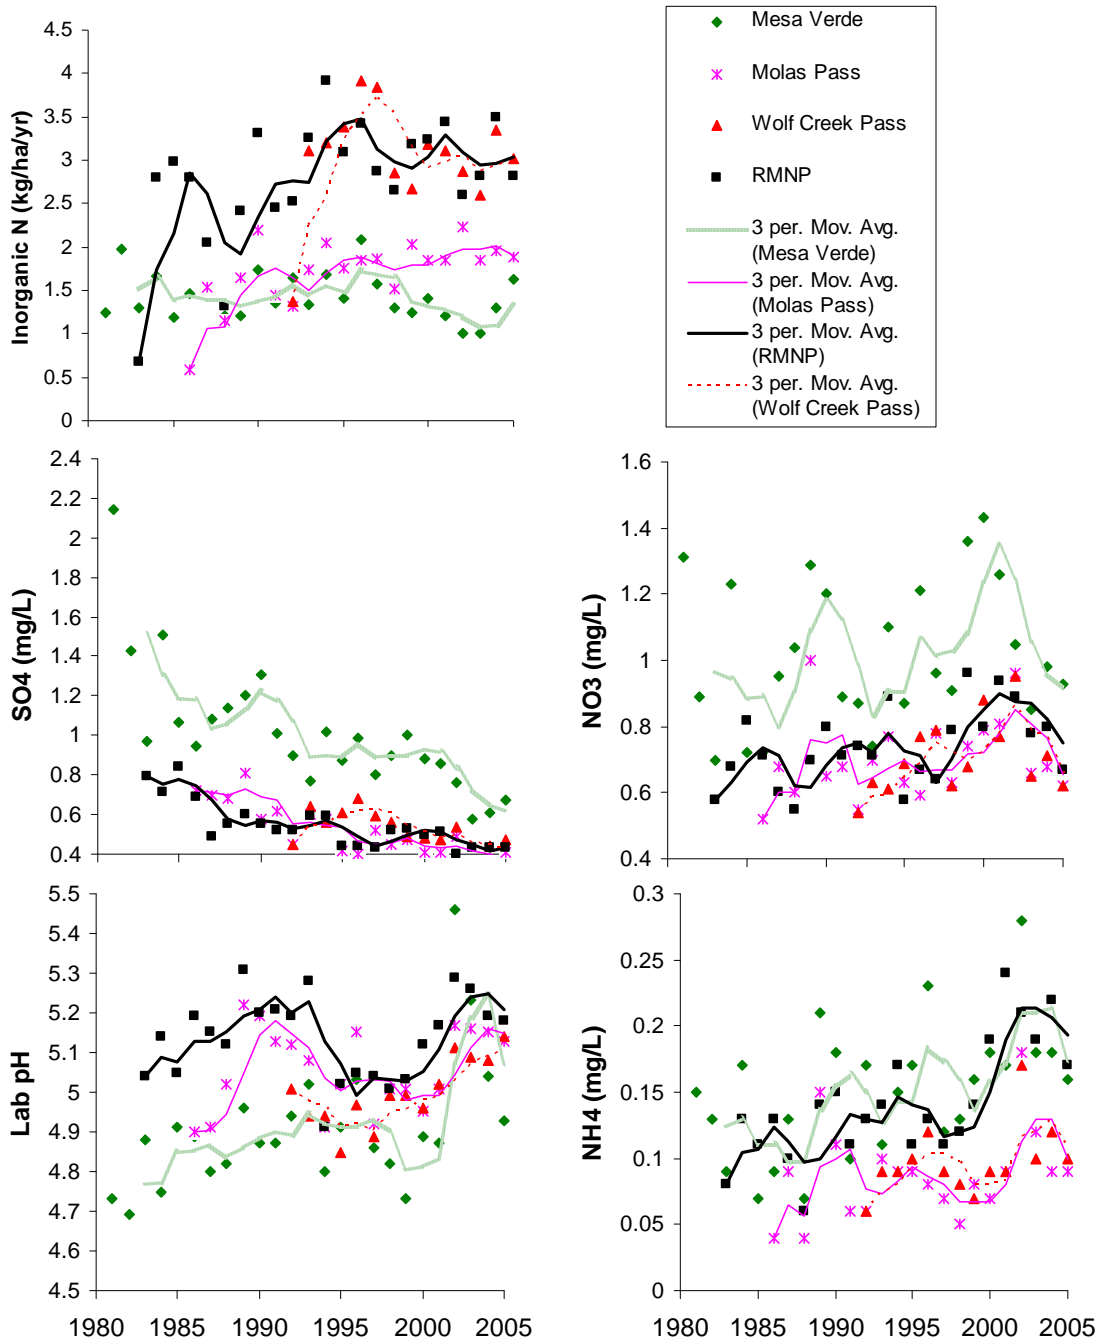 Inorganic N (kg/ha/yr)
4.5
4
3.5
3
2.5
2
1.5
1
0.5
0
Mesa Verde
Molas Pass
Wolf Creek Pass
RMNP
3 per. Mov. Avg.
(Mesa Verde)
3 per. Mov. Avg.
(Molas Pass)
3 per. Mov. Avg.
(RMNP)
3 per. Mov. Avg.
(Wolf Creek Pass)
SO4 (mg/L)
2.4
2.2
2
1.8
1.6
1.4
1.2
1
0.8
0.6
0.4
NO3 (mg/L)
1.6
1.4
1.2
1
0.8
0.6
0.4
Lab pH
5.5
5.4
5.3
5.2
5.1
5
4.9
4.8
4.7
4.6
4.5
1980 1985 1990 1995 2000 2005
NH4 (mg/L)
0.3
0.25
0.2
0.15
0.1
0.05
0
1980 1985 1990 1995 2000 2005